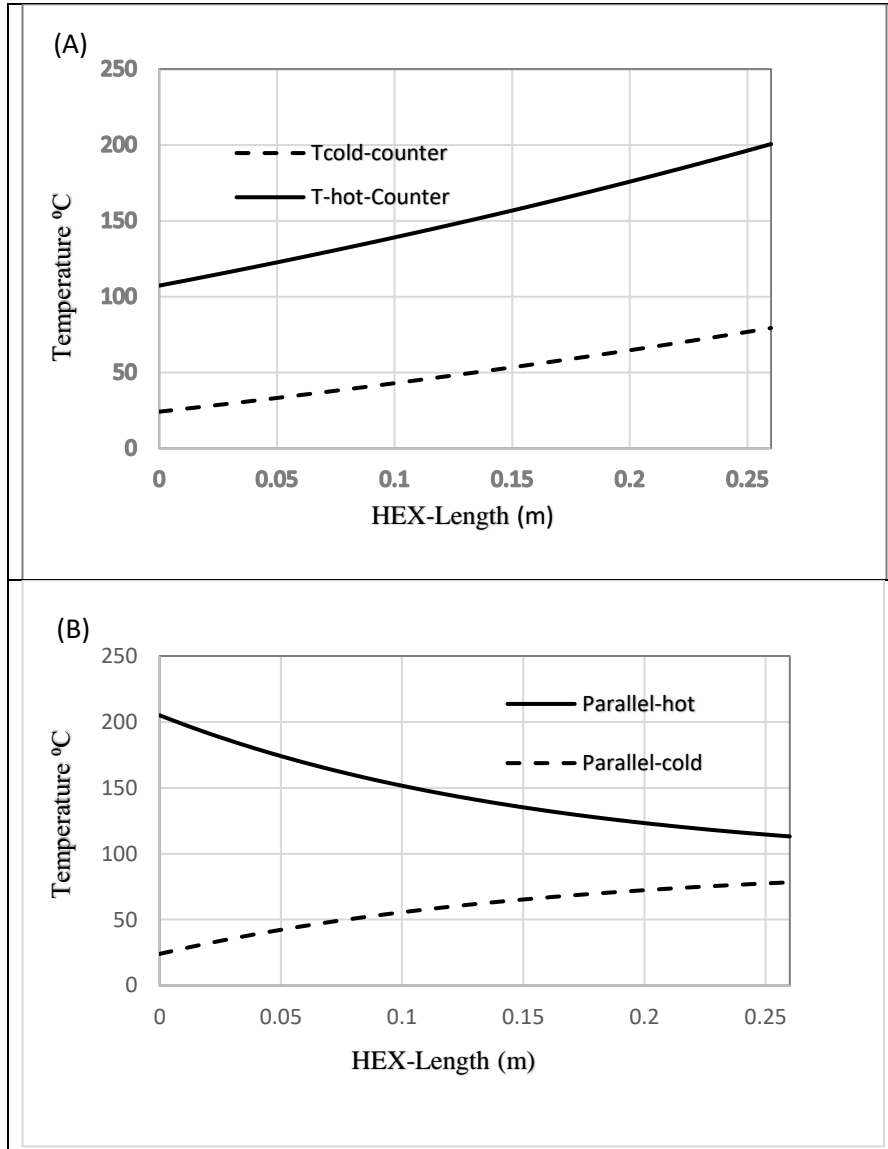 (A)
250
200
150
100
50
0
Temperature ºC
Tcold-counter
T-hot-Counter
0 0.05 0.1 0.15 0.2 0.25
HEX-Length (m)
(B)
250
200
150
100
50
0
Temperature ºC
Parallel-hot
Parallel-cold
0 0.05 0.1 0.15 0.2 0.25
HEX-Length (m)